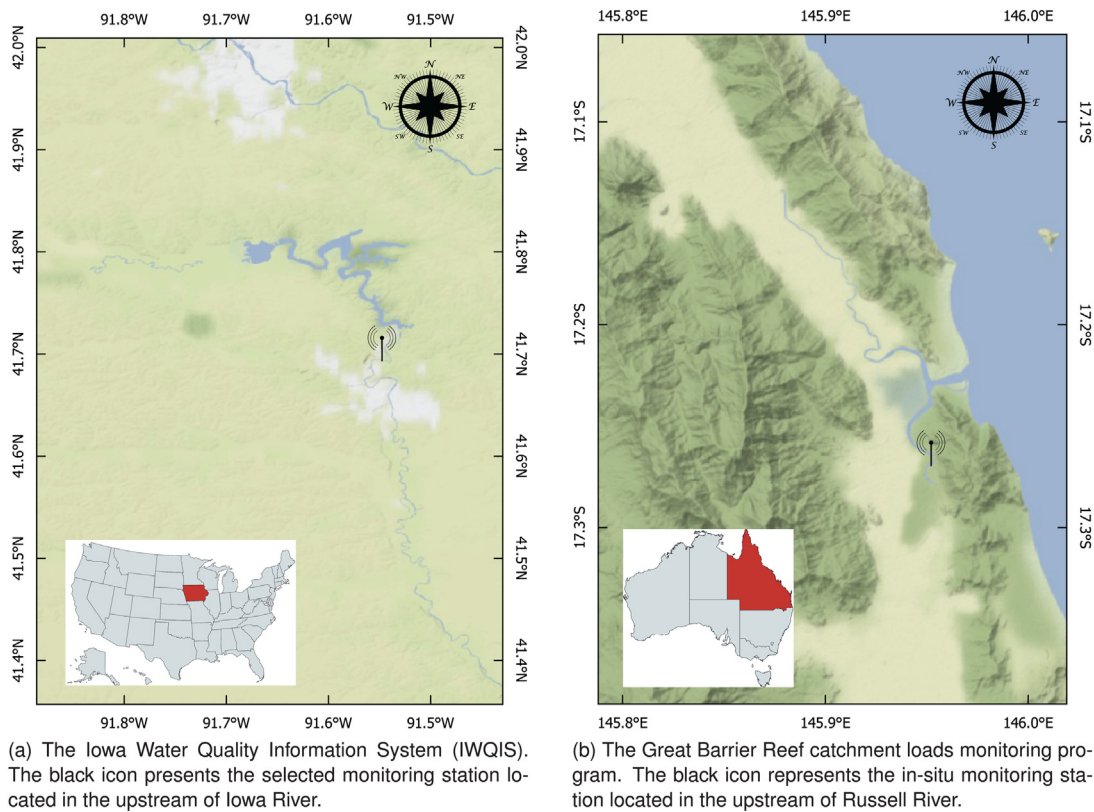 91.8°W 91.7°W 91.6°W 91.5°W
42.0°N 42.0°N
41.9°N 41.9°N
41.8°N 41.8°N
41.7°N 41.7°N
41.6°N 41.6°N
41.5°N 41.5°N
41.4°N 41.4°N
N
NW NE
W E
SW SE
S
91.8°W 91.7°W 91.6°W 91.5°W
(a) The Iowa Water Quality Information System (IWQIS).
The black icon presents the selected monitoring station lo-
cated in the upstream of Iowa River.
145.8°E 145.9°E 146.0°E
N
NW NE
W E
SW SE
S
17.1°S 17.1°S
17.2°S 17.2°S
17.3°S 17.3°S
145.8°E 145.9°E 146.0°E
(b) The Great Barrier Reef catchment loads monitoring pro-
gram. The black icon represents the in-situ monitoring sta-
tion located in the upstream of Russell River.